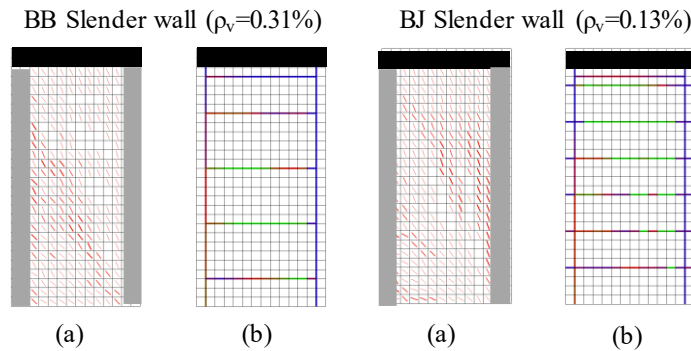 BB Slender wall (ρv=0.31%)
BJ Slender wall (ρv=0.13%)
(a)
(b)
(a)
(b)